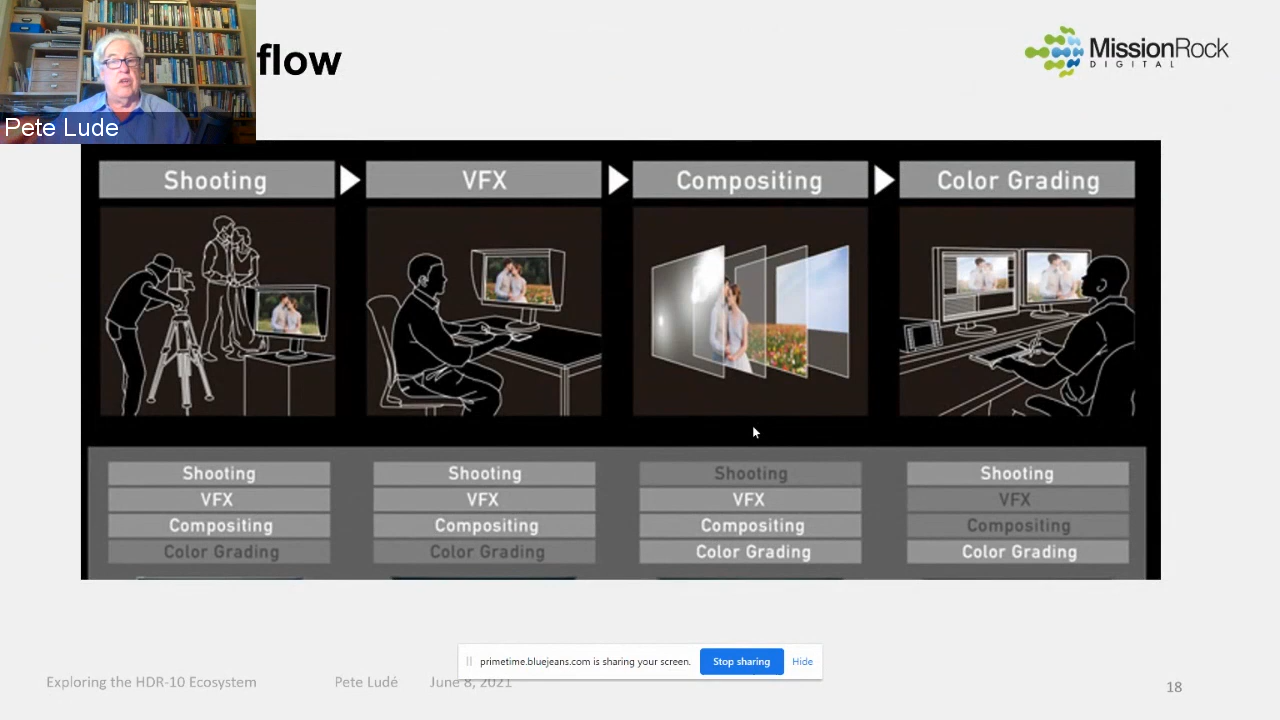 flow
MissionRock
DIGITAL
Pete Lude
Shooting
VFX
Compositing
Color Grading
Shooting
VFX
Compositing
Color Grading
Shooting
VFX
Compositing
Color Grading
Shooting
VFX
Compositing
Color Grading
Shooting
VFX
Compositing
Color Grading
primetime.bluejeans.com is sharing your screen.
Stop sharing
Hide
Exploring the HDR-10 Ecosystem
Pete Ludé
June 8, 2021
18